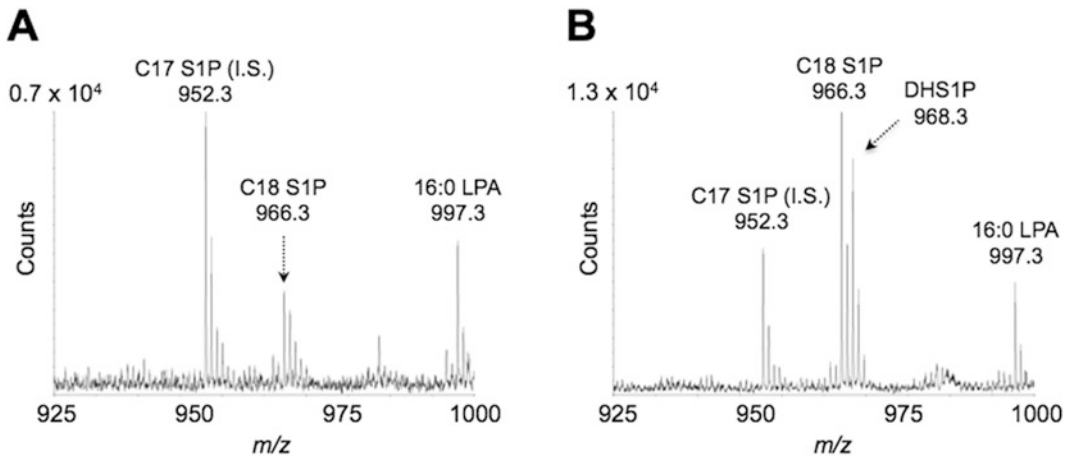 A
C17 S1P (I.S.)
952.3
0.7 x 10⁴
C18 S1P
966.3
16:0 LPA
997.3
Counts
925
950
975
1000
m/z
B
C18 S1P
966.3
1.3 x 10⁴
DHS1P
968.3
C17 S1P (I.S.)
952.3
16:0 LPA
997.3
Counts
925
950
975
1000
m/z